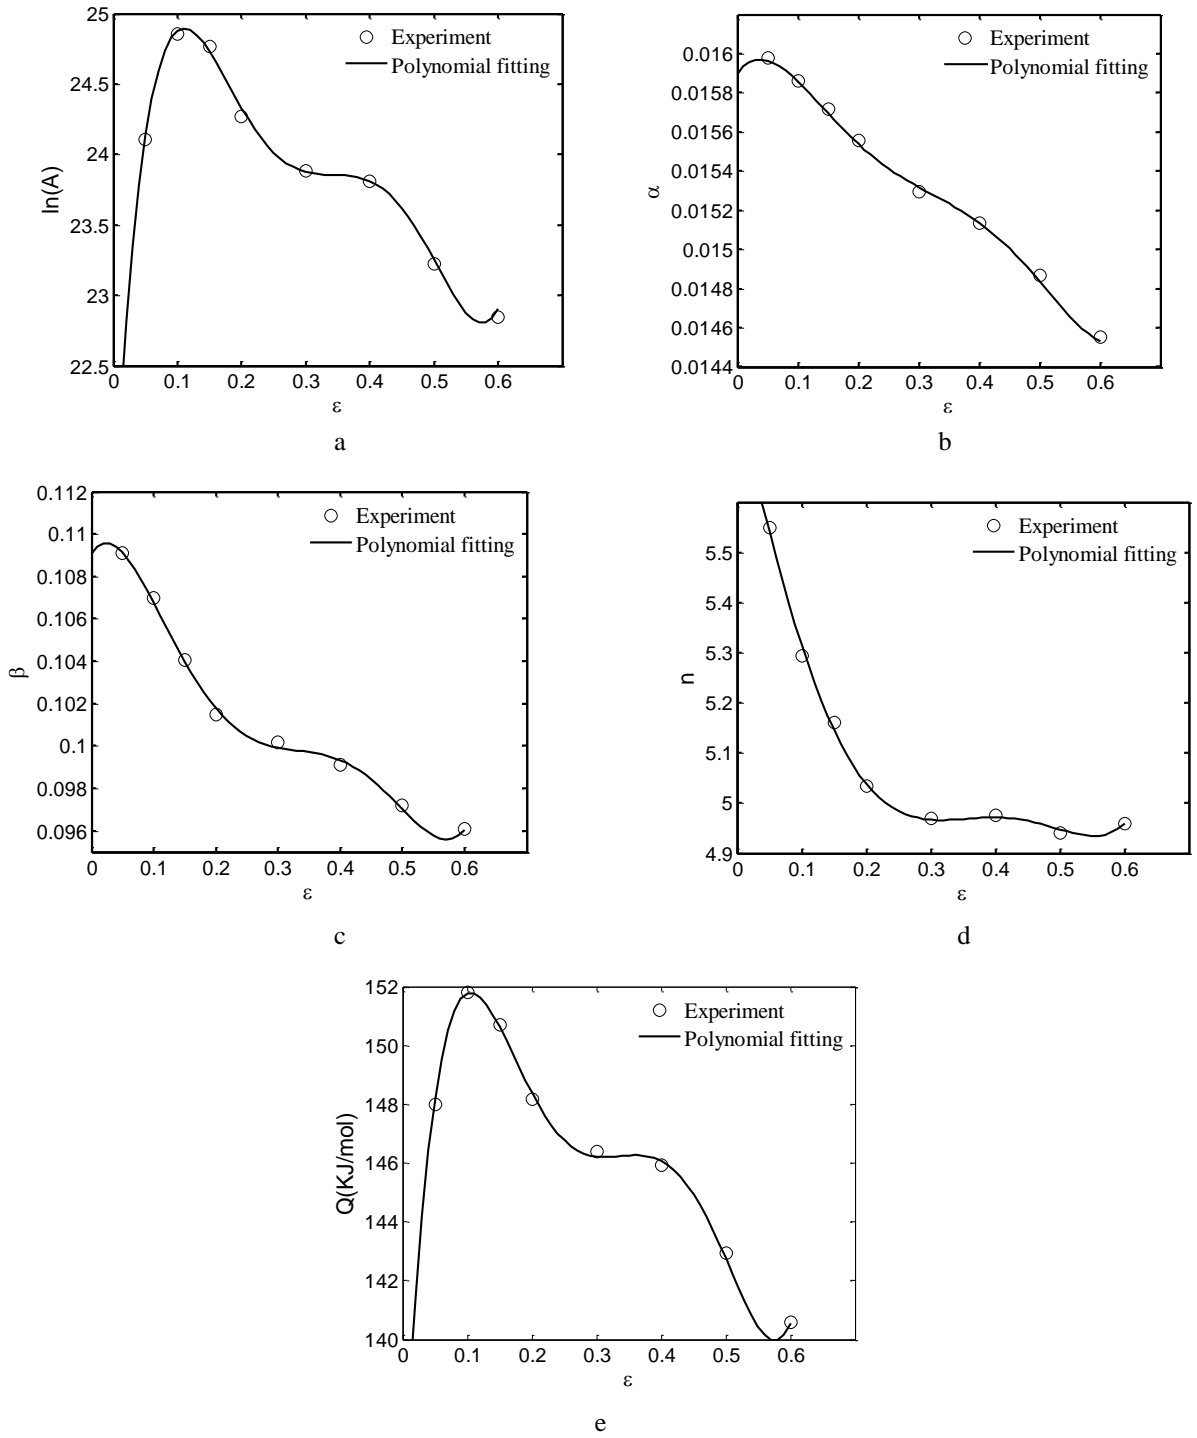 25
24.5
24
23.5
23
22.5
ln(A)
Experiment
Polynomial fitting
0 0.1 0.2 0.3 0.4 0.5 0.6
ε
a
0.016
0.0158
0.0156
0.0154
0.0152
0.015
0.0148
0.0146
0.0144
α
Experiment
Polynomial fitting
0 0.1 0.2 0.3 0.4 0.5 0.6
ε
b
0.112
0.11
0.108
0.106
0.104
0.102
0.1
0.098
0.096
β
Experiment
Polynomial fitting
0 0.1 0.2 0.3 0.4 0.5 0.6
ε
c
5.5
5.4
5.3
5.2
5.1
5
4.9
n
Experiment
Polynomial fitting
0 0.1 0.2 0.3 0.4 0.5 0.6
ε
d
152
150
148
146
144
142
140
Q(KJ/mol)
Experiment
Polynomial fitting
0 0.1 0.2 0.3 0.4 0.5 0.6
ε
e